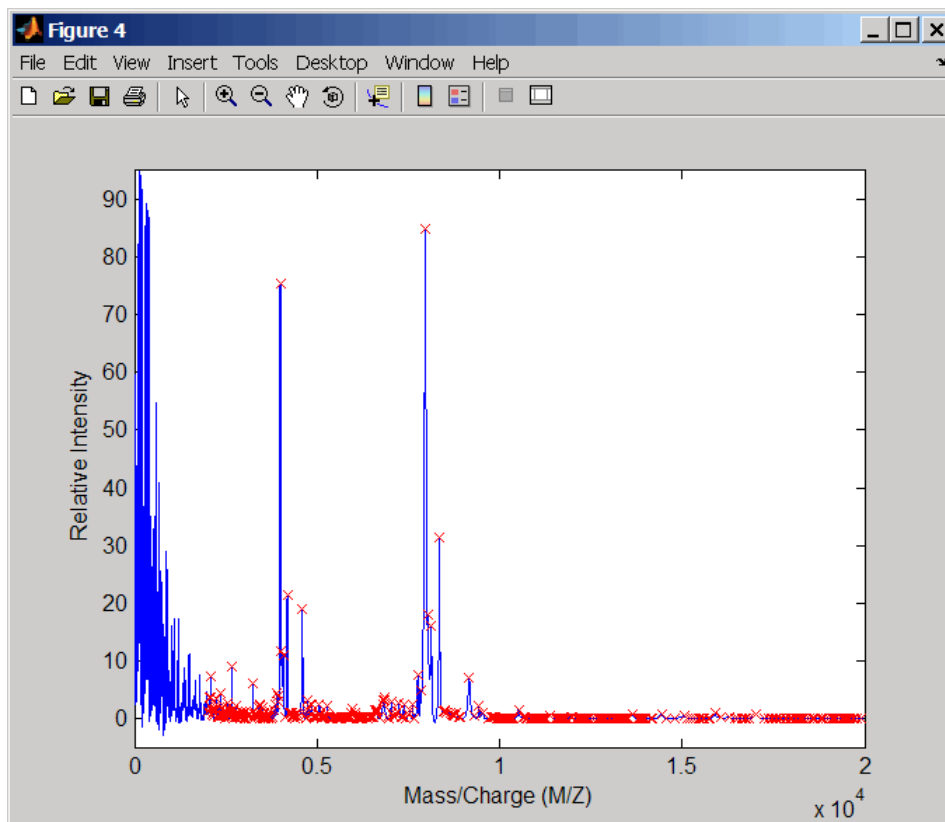 Figure 4
File Edit View Insert Tools Desktop Window Help
90
80
70
60
50
40
30
20
10
0
Relative Intensity
0 0.5 1 1.5 2
Mass/Charge (M/Z)
x 10^4